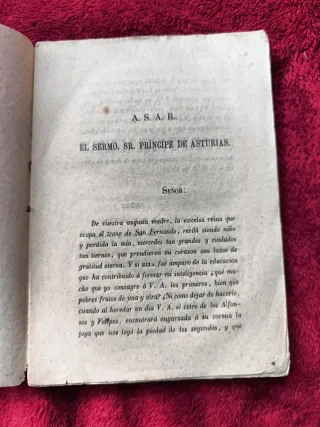 A. S. A. R.
EL SERMO. SR. PRÍNCIPE DE ASTURIAS.
SEÑOR:
De vuestra augusta madre, la excelsa reina que
ocupa el trono de San Fernando, recibí siendo niño
y perdida la mia, mercedes tan grandes y cuidados
tan tiernos, que prendieron mi corazon con lazos de
gratitud eterna. Y si ELLA fué amparo de la educacion
que ha contribuido á formar mi inteligencia ¿qué mu-
cho que yo consagre á V. A. los primeros, bien que
pobres frutos de una y otra? ¿Ni cómo dejar de hacerlo,
cuando al heredar un dia V. A. el cetro de los Alfon-
sos y Felipes, encontrará engarzada á su corona la
joya que nos legó la piedad de los segundos, y que